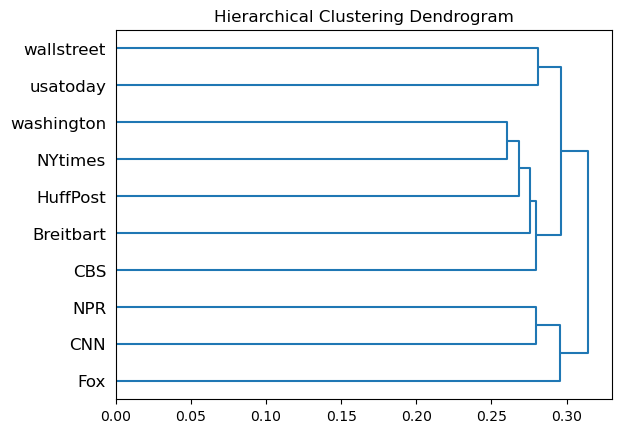 Hierarchical Clustering Dendrogram
wallstreet
usatoday
washington
NYtimes
HuffPost
Breitbart
CBS
NPR
CNN
Fox
0.00 0.05 0.10 0.15 0.20 0.25 0.30